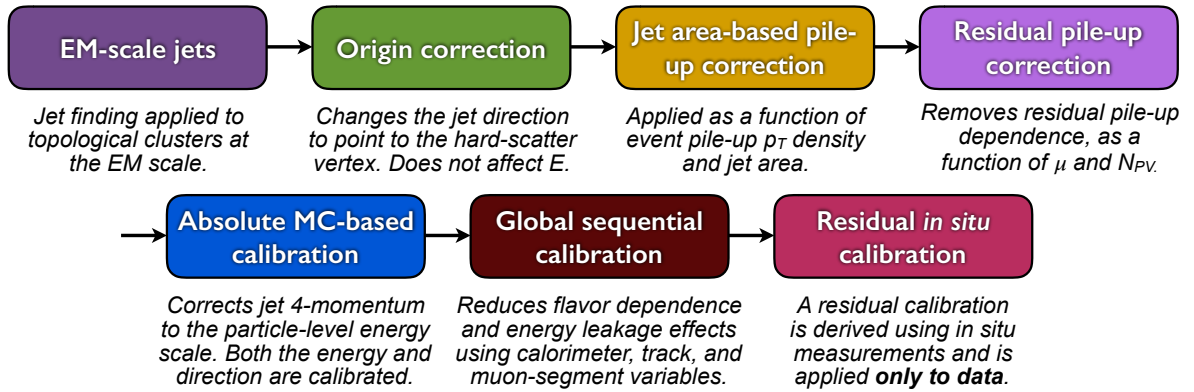 EM-scale jets
Jet finding applied to
topological clusters at
the EM scale.
Origin correction
Changes the jet direction
to point to the hard-scatter
vertex. Does not affect E.
Jet area-based pile-
up correction
Applied as a function of
event pile-up pT density
and jet area.
Residual pile-up
correction
Removes residual pile-up
dependence, as a
function of μ and NPV.
Absolute MC-based
calibration
Corrects jet 4-momentum
to the particle-level energy
scale. Both the energy and
direction are calibrated.
Global sequential
calibration
Reduces flavor dependence
and energy leakage effects
using calorimeter, track, and
muon-segment variables.
Residual in situ
calibration
A residual calibration
is derived using in situ
measurements and is
applied only to data.